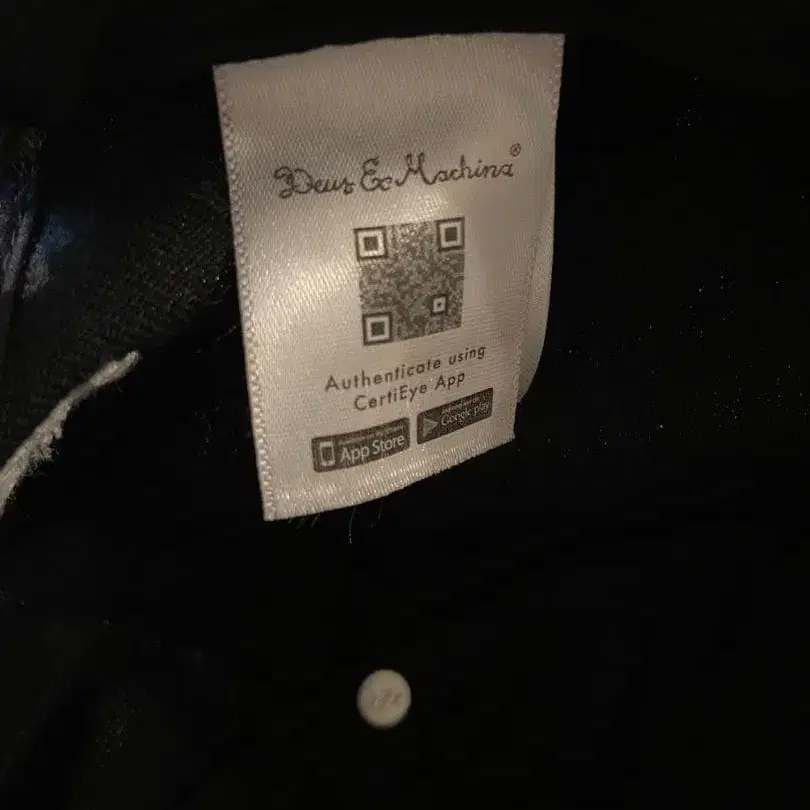 Deus Ex Machina®
Authenticate using
CertiEye App
App Store
Google play